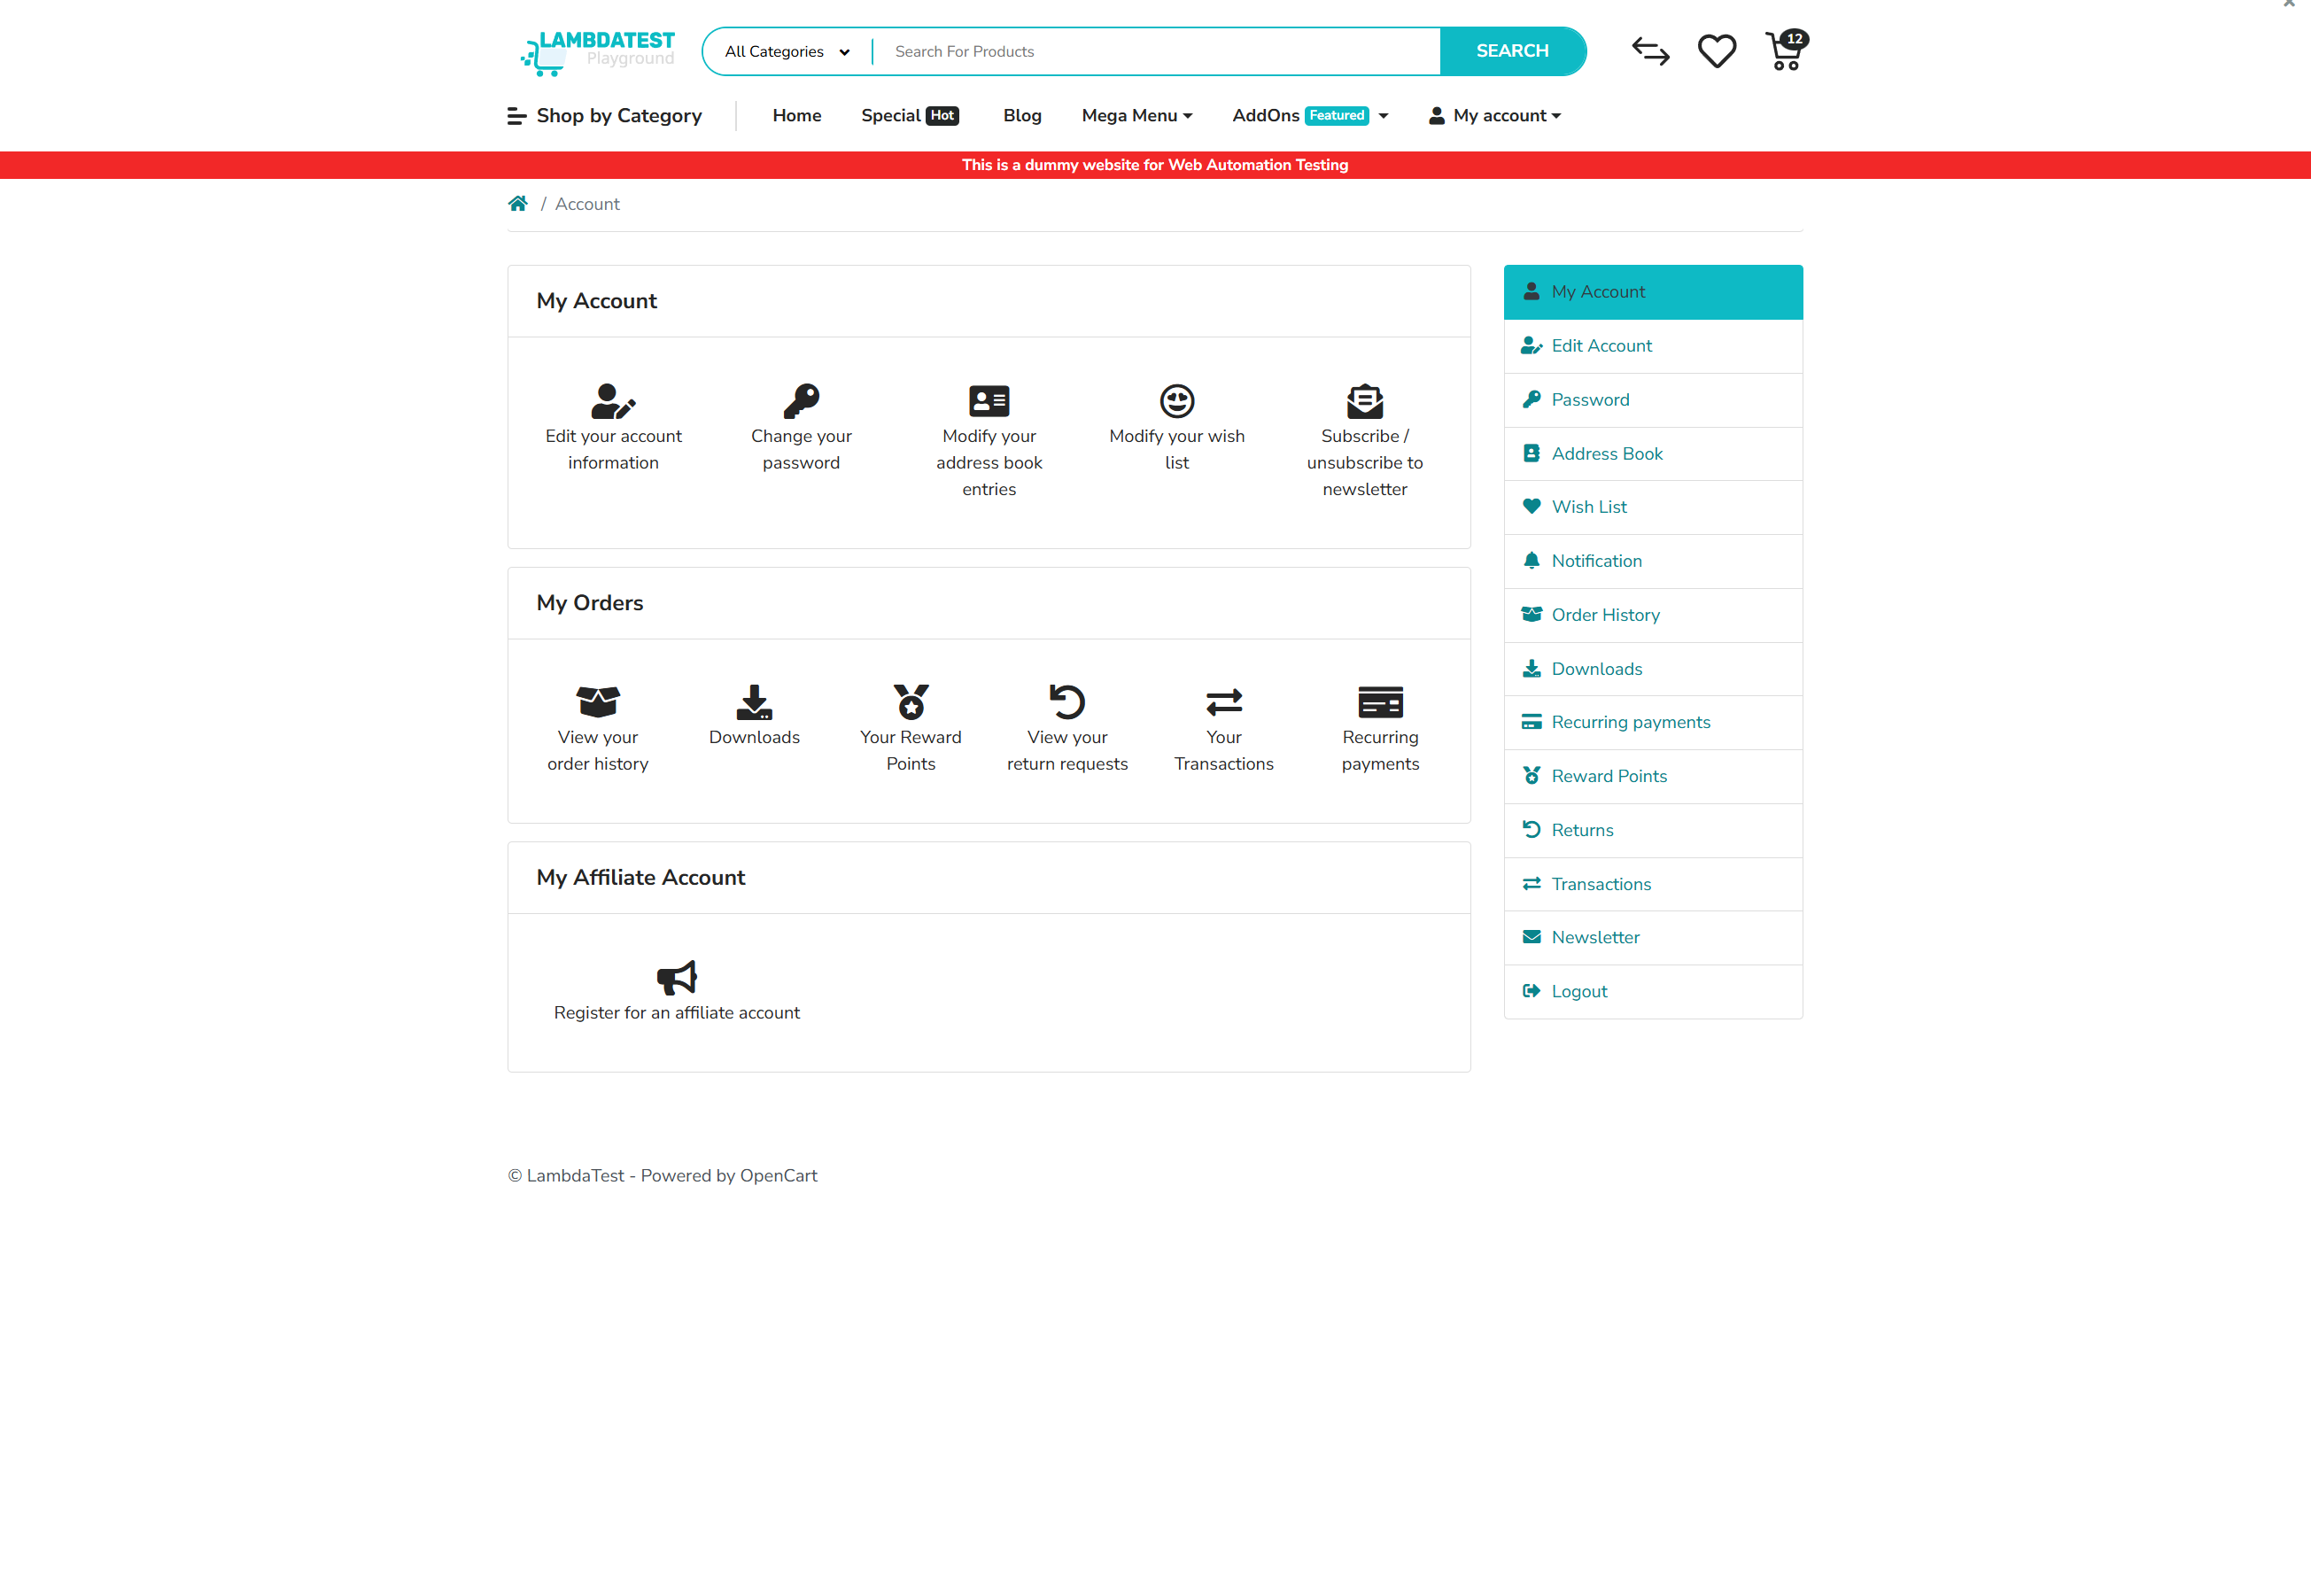 LAMBDATEST
Playground
All Categories
Search For Products
SEARCH
12
Shop by Category
Home
Special Hot
Blog
Mega Menu
AddOns Featured
My account
This is a dummy website for Web Automation Testing
/ Account
My Account
Edit your account
information
Change your
password
Modify your
address book
entries
Modify your wish
list
Subscribe /
unsubscribe to
newsletter
My Orders
View your
order history
Downloads
Your Reward
Points
View your
return requests
Your
Transactions
Recurring
payments
My Affiliate Account
Register for an affiliate account
My Account
Edit Account
Password
Address Book
Wish List
Notification
Order History
Downloads
Recurring payments
Reward Points
Returns
Transactions
Newsletter
Logout
© LambdaTest - Powered by OpenCart